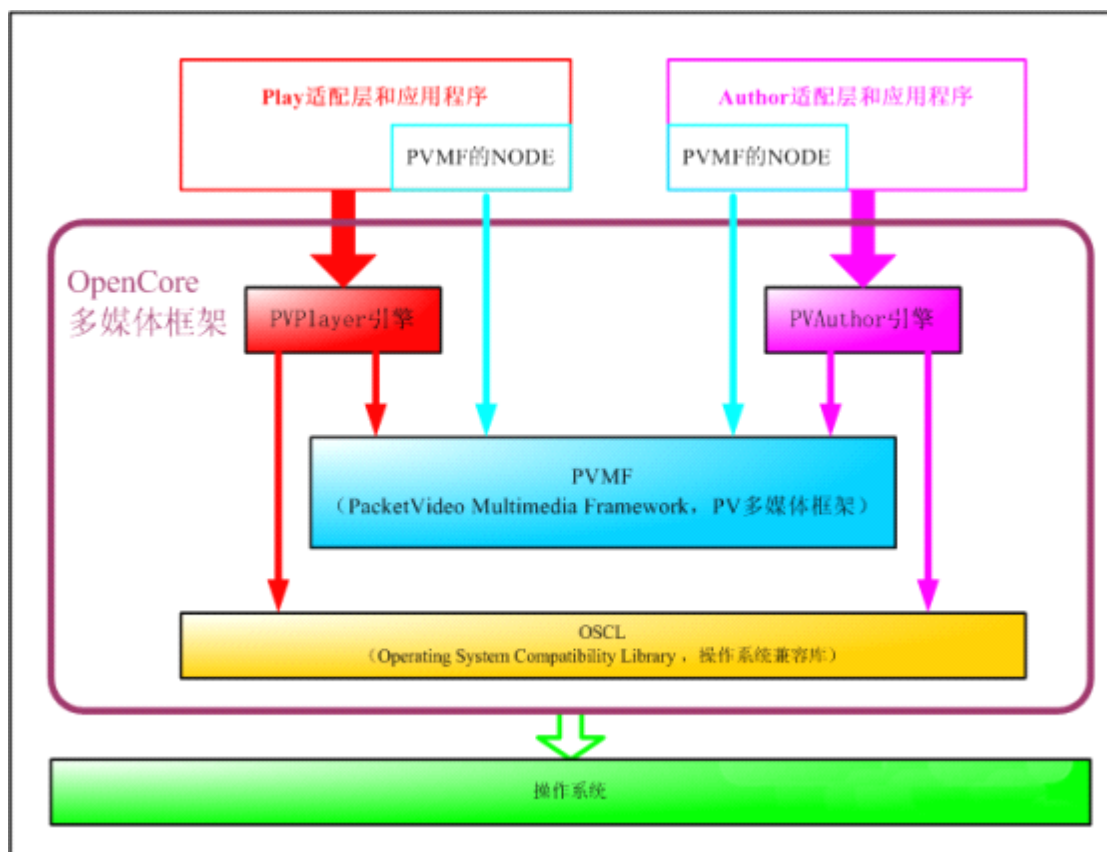 Play适配层和应用程序
Author适配层和应用程序
PVMF的NODE
PVMF的NODE
OpenCore
多媒体框架
PVPlayer引擎
PVAuthor引擎
PVMF
（PacketVideo Multimedia Framework，PV多媒体框架）
OSCL
（Operating System Compatibility Library ，操作系统兼容库）
操作系统